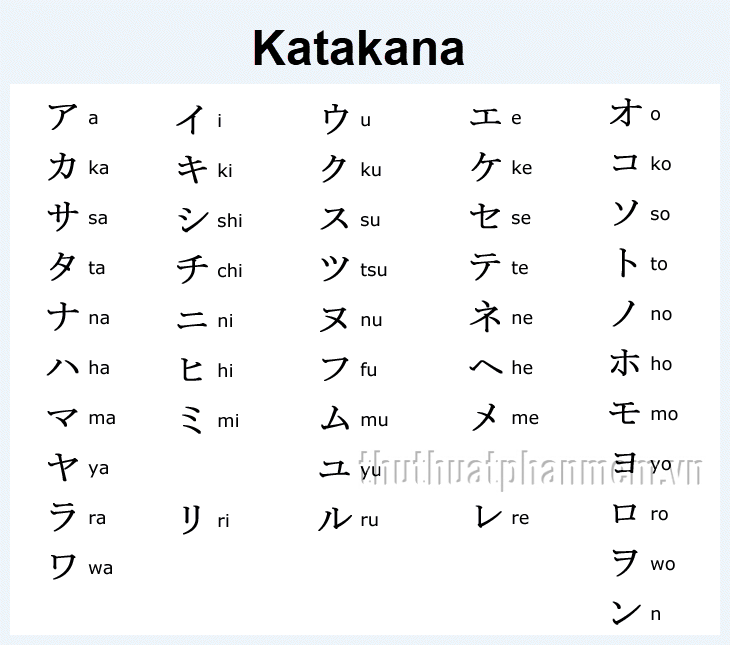 Katakana
ア a イ i ウ u エ e オ o
カ ka キ ki ク ku ケ ke コ ko
サ sa シ shi ス su セ se ソ so
タ ta チ chi ツ tsu テ te ト to
ナ na ニ ni ヌ nu ネ ne ノ no
ハ ha ヒ hi フ fu ヘ he ホ ho
マ ma ミ mi ム mu メ me モ mo
ヤ ya ユ yu ヨ yo
thuthuatphanmem.vn
ラ ra リ ri ル ru レ re ロ ro
ワ wa ヲ wo
ン n